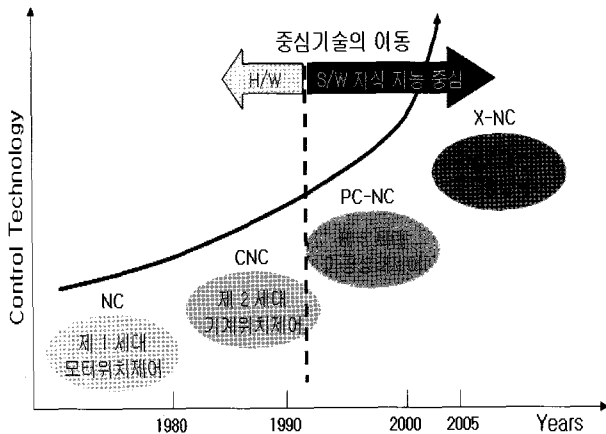 중심기술의 이동
H/W
S/W 지식 지능 중심
X-NC
PC-NC
CNC
제 2 세대
기계위치제어
NC
제 1 세대
모터위치제어
Control Technology
1980
1990
2000
2005
Years